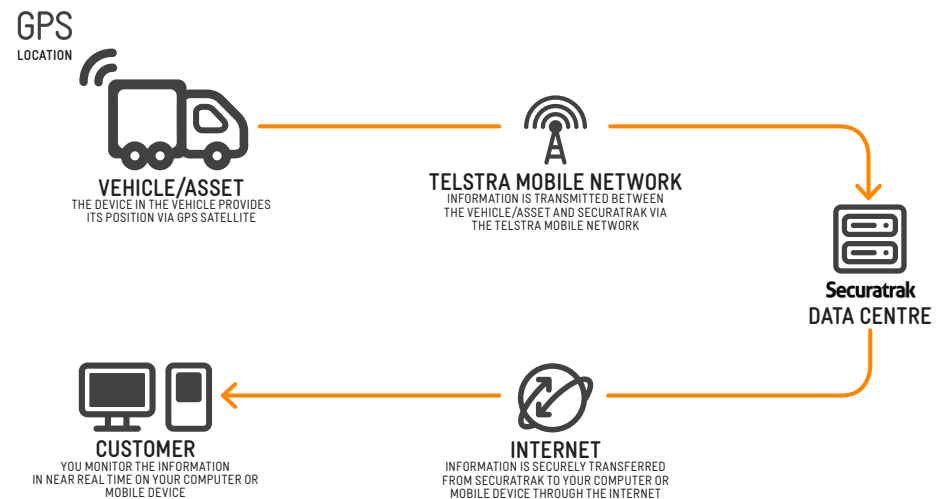 GPS
LOCATION
VEHICLE/ASSET
THE DEVICE IN THE VEHICLE PROVIDES
ITS POSITION VIA GPS SATELLITE
TELSTRA MOBILE NETWORK
INFORMATION IS TRANSMITTED BETWEEN
THE VEHICLE/ASSET AND SECURATRAK VIA
THE TELSTRA MOBILE NETWORK
Securatrak
DATA CENTRE
CUSTOMER
YOU MONITOR THE INFORMATION
IN NEAR REAL TIME ON YOUR COMPUTER OR
MOBILE DEVICE
INTERNET
INFORMATION IS SECURELY TRANSFERRED
FROM SECURATRAK TO YOUR COMPUTER OR
MOBILE DEVICE THROUGH THE INTERNET